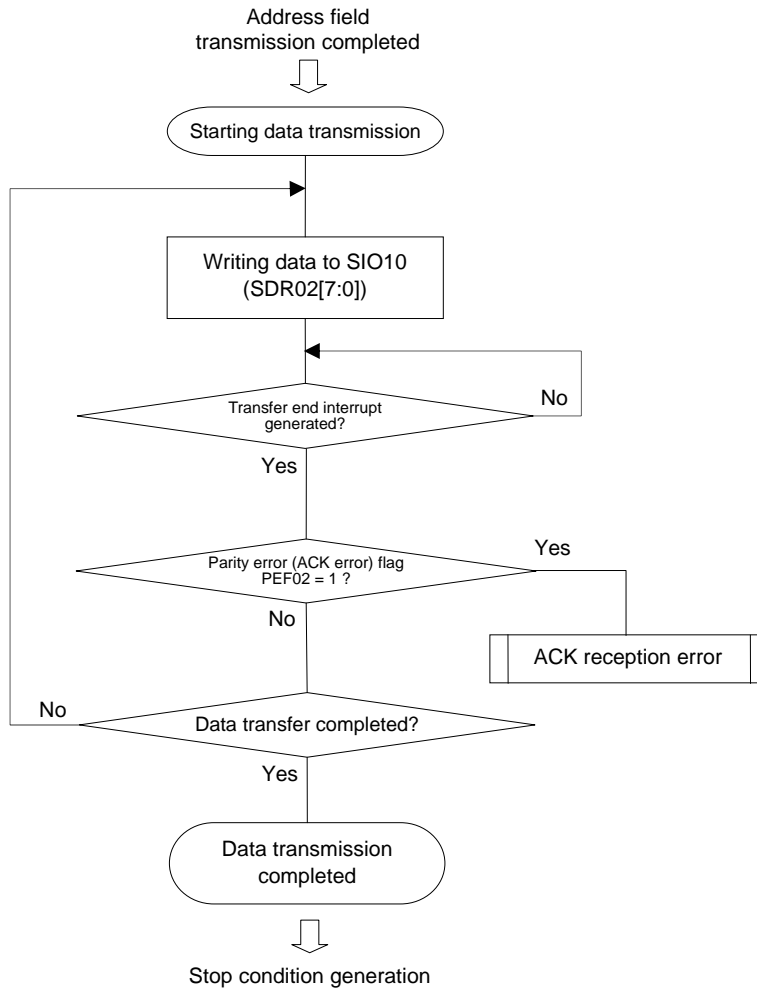 Address field
transmission completed
Starting data transmission
Writing data to SIO10
(SDR02[7:0])
No
Transfer end interrupt
generated?
Yes
Parity error (ACK error) flag
PEF02 = 1 ?
Yes
No
ACK reception error
No
Data transfer completed?
Yes
Data transmission
completed
Stop condition generation